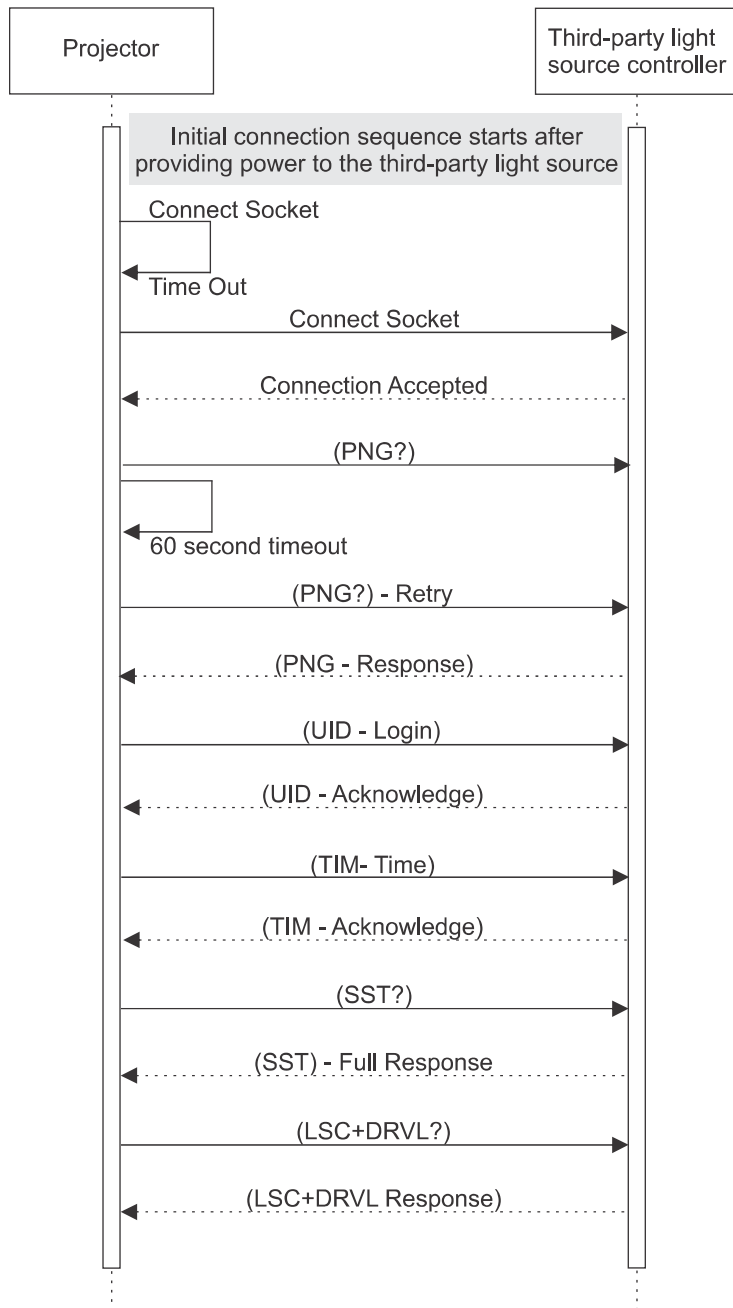 Projector
Third-party light
source controller
Initial connection sequence starts after
providing power to the third-party light source
Connect Socket
Time Out
Connect Socket
Connection Accepted
(PNG?)
60 second timeout
(PNG?) - Retry
(PNG - Response)
(UID - Login)
(UID - Acknowledge)
(TIM- Time)
(TIM - Acknowledge)
(SST?)
(SST) - Full Response
(LSC+DRVL?)
(LSC+DRVL Response)